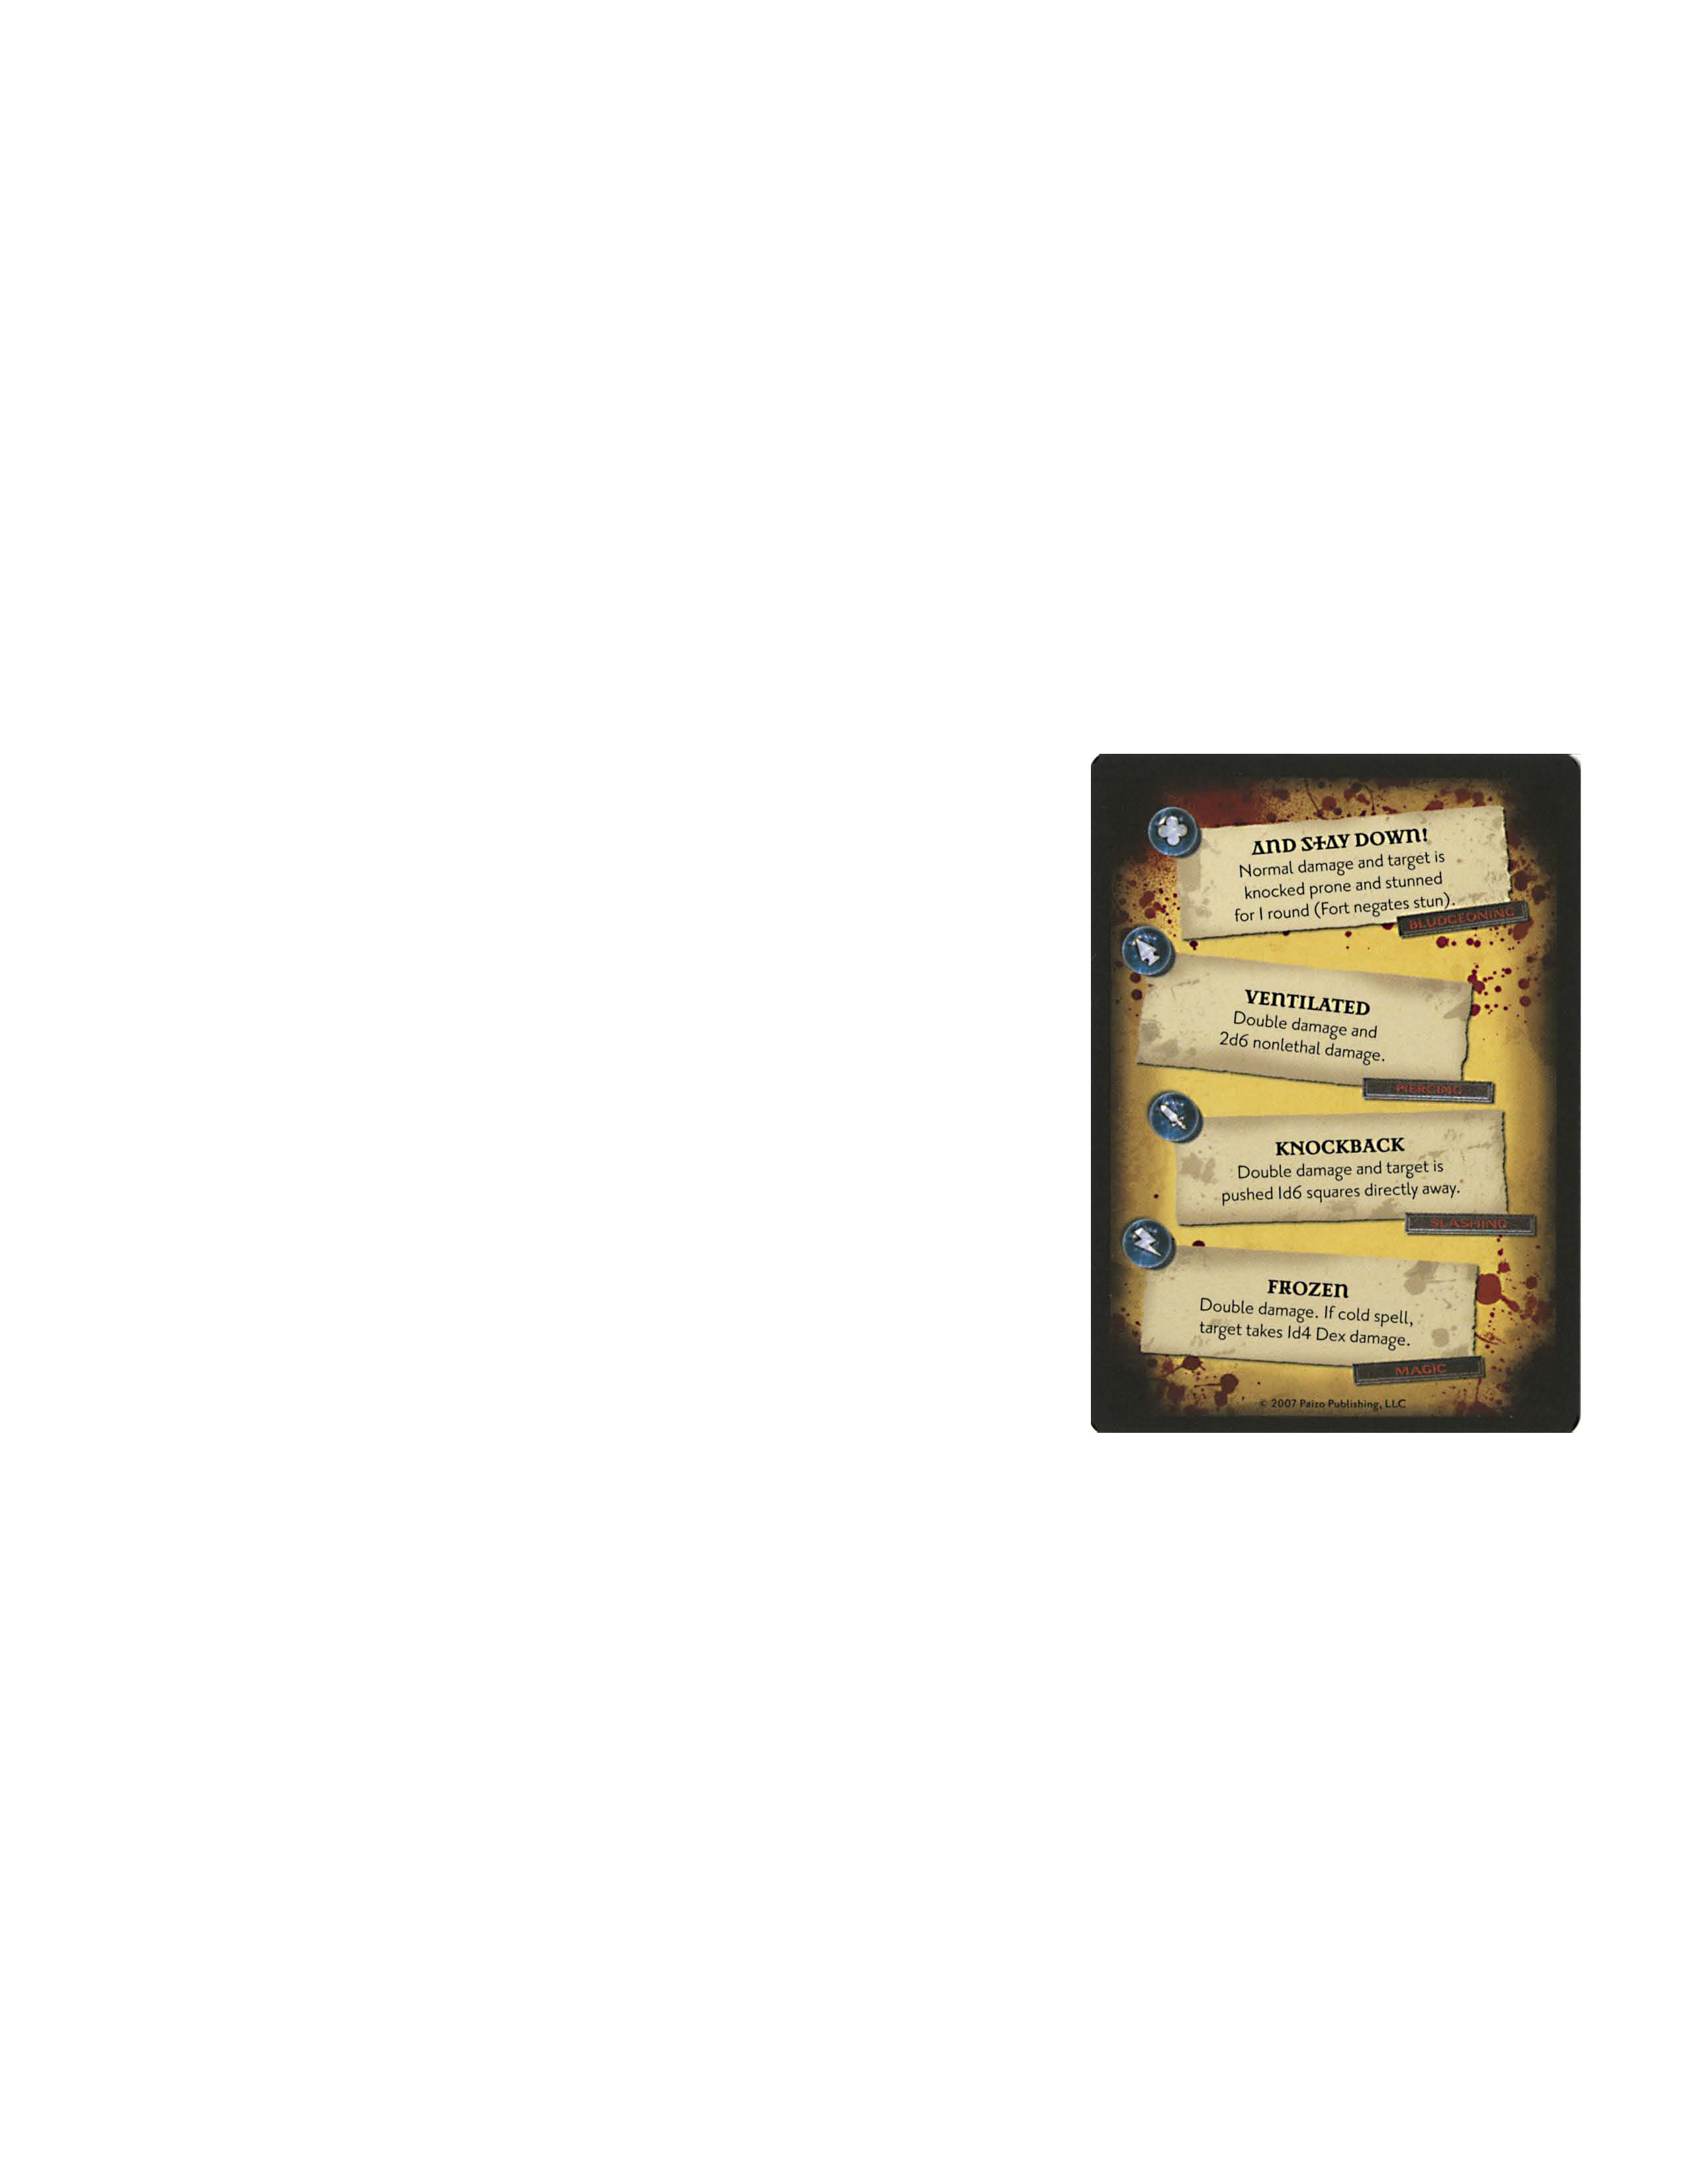 AND STAY DOWN!
Normal damage and target is
knocked prone and stunned
for 1 round (Fort negates stun).
BLUDGEONING
VENTILATED
Double damage and
2d6 nonlethal damage.
PIERCING
KNOCKBACK
Double damage and target is
pushed 1d6 squares directly away.
SLASHING
FROZEN
Double damage. If cold spell,
target takes 1d4 Dex damage.
MAGIC
© 2007 Paizo Publishing, LLC